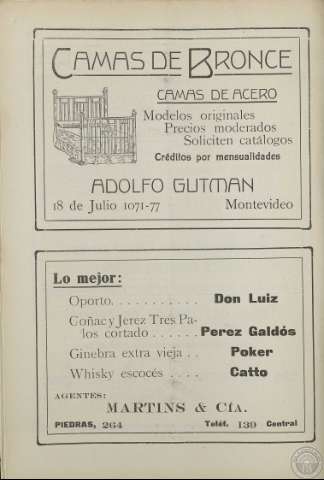 CAMAS DE BRONCE
CAMAS DE ACERO
Modelos originales
Precios moderados
Soliciten catálogos
Créditos por mensualidades
ADOLFO GUTMAN
18 de Julio 1071-77 Montevideo
Lo mejor:
Oporto. . . . . . . . . . . Don Luiz
Coñac y Jerez Tres Pa-
los cortado . . . . . . Perez Galdós
Ginebra extra vieja . . Poker
Whisky escocés . . . . Catto
AGENTES:
MARTINS & CÍA.
PIEDRAS, 264 Teléf. 139 Central